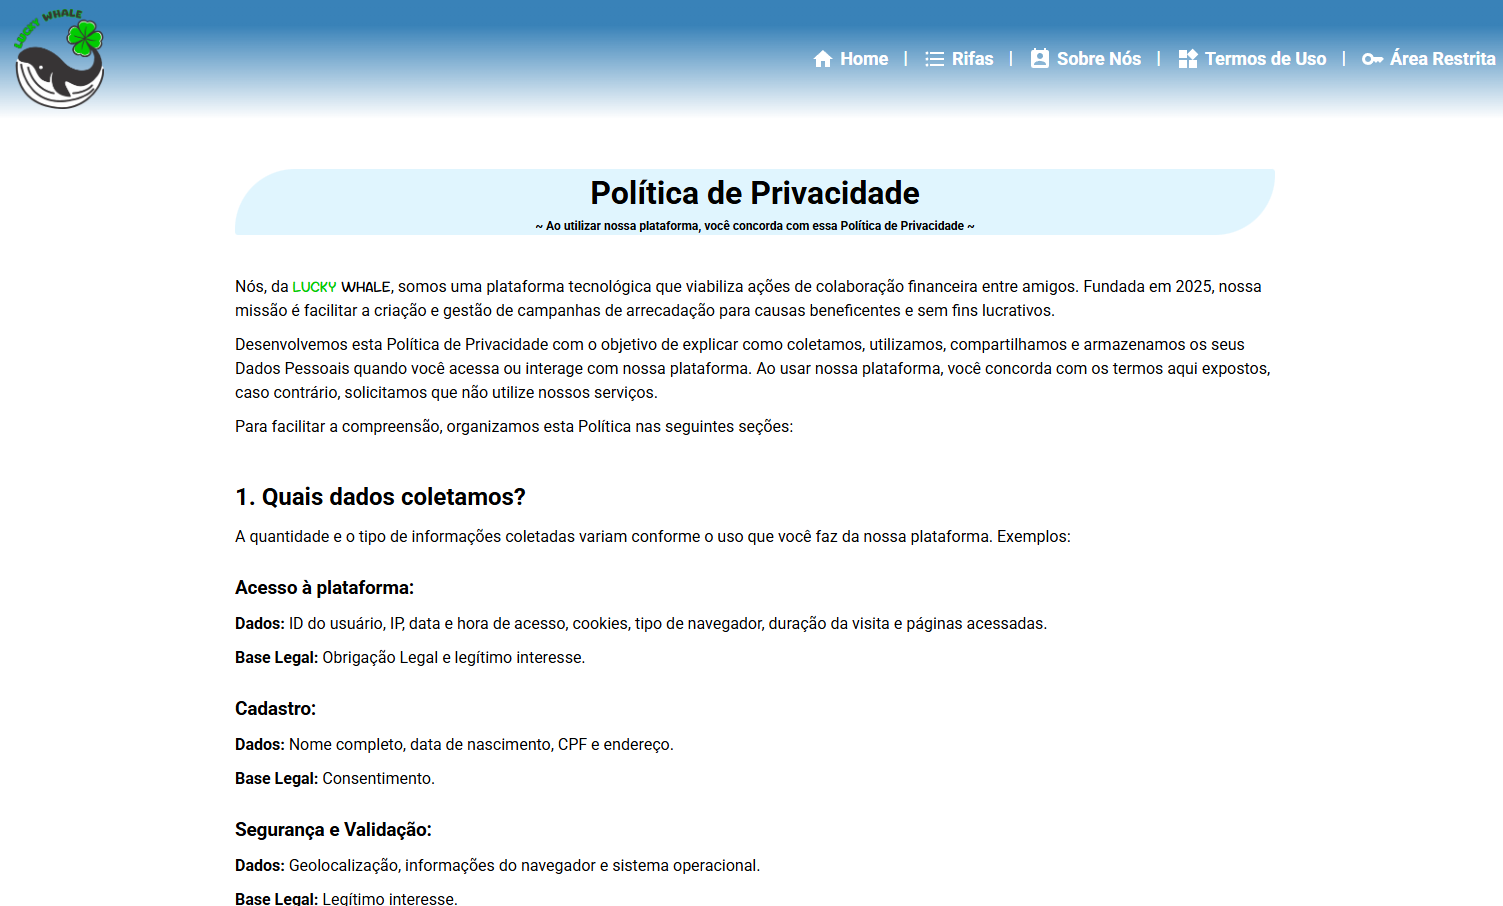 LUCKY WHALE
Home | Rifas | Sobre Nós | Termos de Uso | Área Restrita
Política de Privacidade
~ Ao utilizar nossa plataforma, você concorda com essa Política de Privacidade ~
Nós, da LUCKY WHALE, somos uma plataforma tecnológica que viabiliza ações de colaboração financeira entre amigos. Fundada em 2025, nossa
missão é facilitar a criação e gestão de campanhas de arrecadação para causas beneficentes e sem fins lucrativos.
Desenvolvemos esta Política de Privacidade com o objetivo de explicar como coletamos, utilizamos, compartilhamos e armazenamos os seus
Dados Pessoais quando você acessa ou interage com nossa plataforma. Ao usar nossa plataforma, você concorda com os termos aqui expostos,
caso contrário, solicitamos que não utilize nossos serviços.
Para facilitar a compreensão, organizamos esta Política nas seguintes seções:
1. Quais dados coletamos?
A quantidade e o tipo de informações coletadas variam conforme o uso que você faz da nossa plataforma. Exemplos:
Acesso à plataforma:
Dados: ID do usuário, IP, data e hora de acesso, cookies, tipo de navegador, duração da visita e páginas acessadas.
Base Legal: Obrigação Legal e legítimo interesse.
Cadastro:
Dados: Nome completo, data de nascimento, CPF e endereço.
Base Legal: Consentimento.
Segurança e Validação:
Dados: Geolocalização, informações do navegador e sistema operacional.
Base Legal: Legítimo interesse.